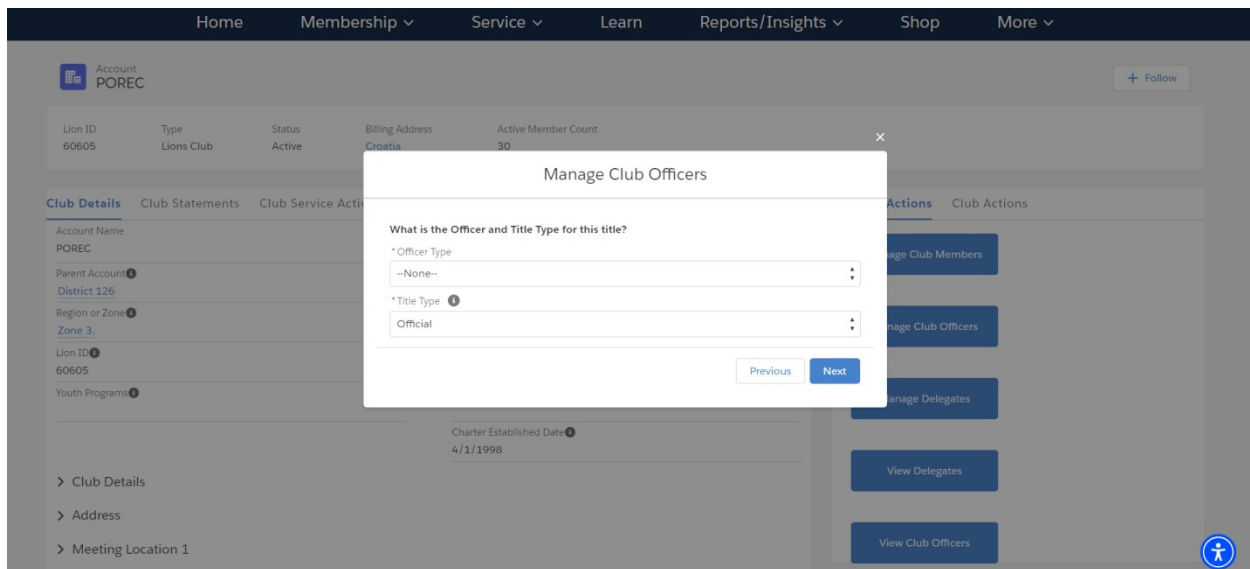 Home Membership Service Learn Reports/Insights Shop More
Account
POREC
+ Follow
Lion ID Type Status Billing Address Active Member Count
60605 Lions Club Active Croatia 30
×
Manage Club Officers
What is the Officer and Title Type for this title?
*Officer Type
--None--
*Title Type
Official
Previous Next
Club Details Club Statements Club Service Activ
Account Name
POREC
Parent Account
District 126
Region or Zone
Zone 3.
Lion ID
60605
Youth Programs
Charter Established Date
4/1/1998
> Club Details
> Address
> Meeting Location 1
Actions Club Actions
age Club Members
nage Club Officers
anage Delegates
View Delegates
View Club Officers